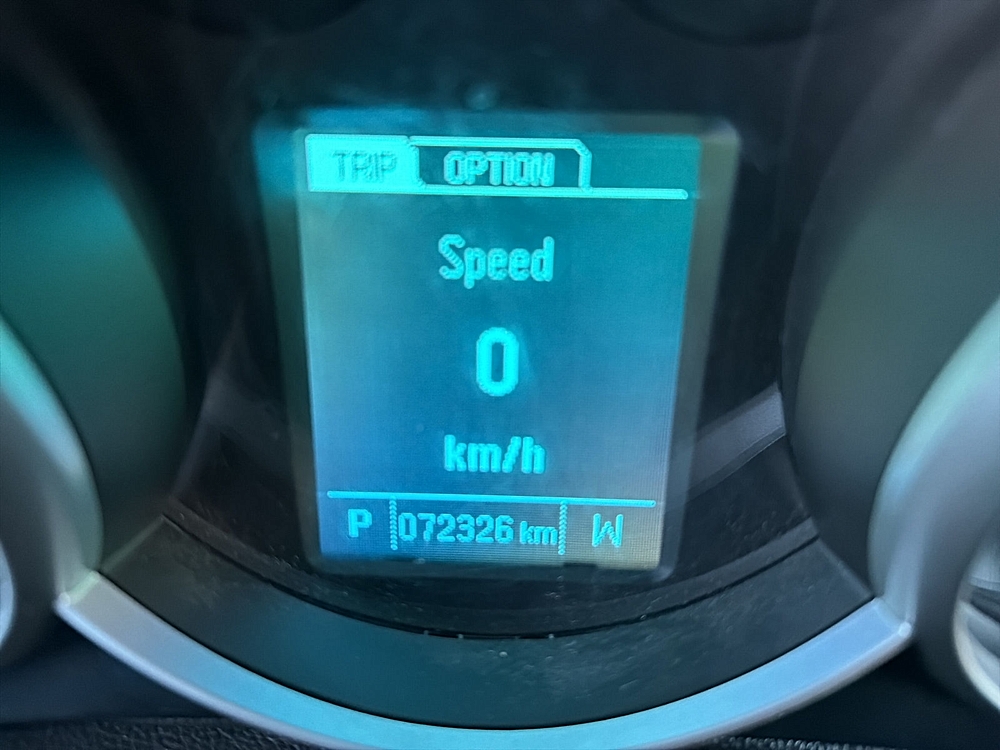 TRIP OPTION
Speed
0
km/h
P 072326 km W